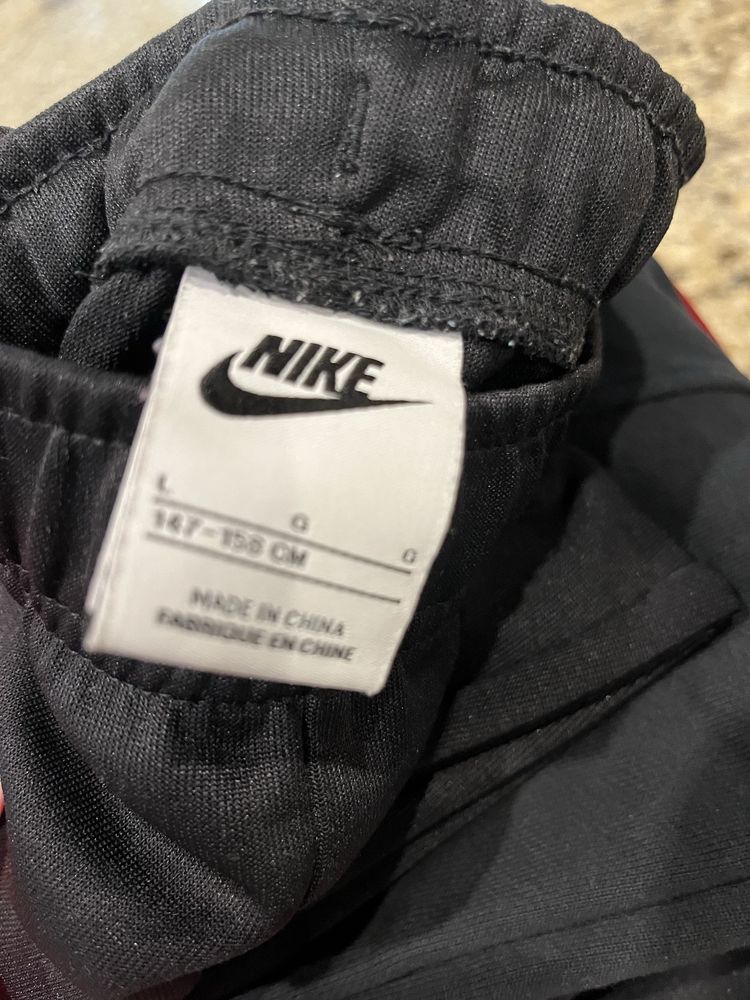 NIKE
L G G
147-158 CM
MADE IN CHINA
FABRIQUE EN CHINE